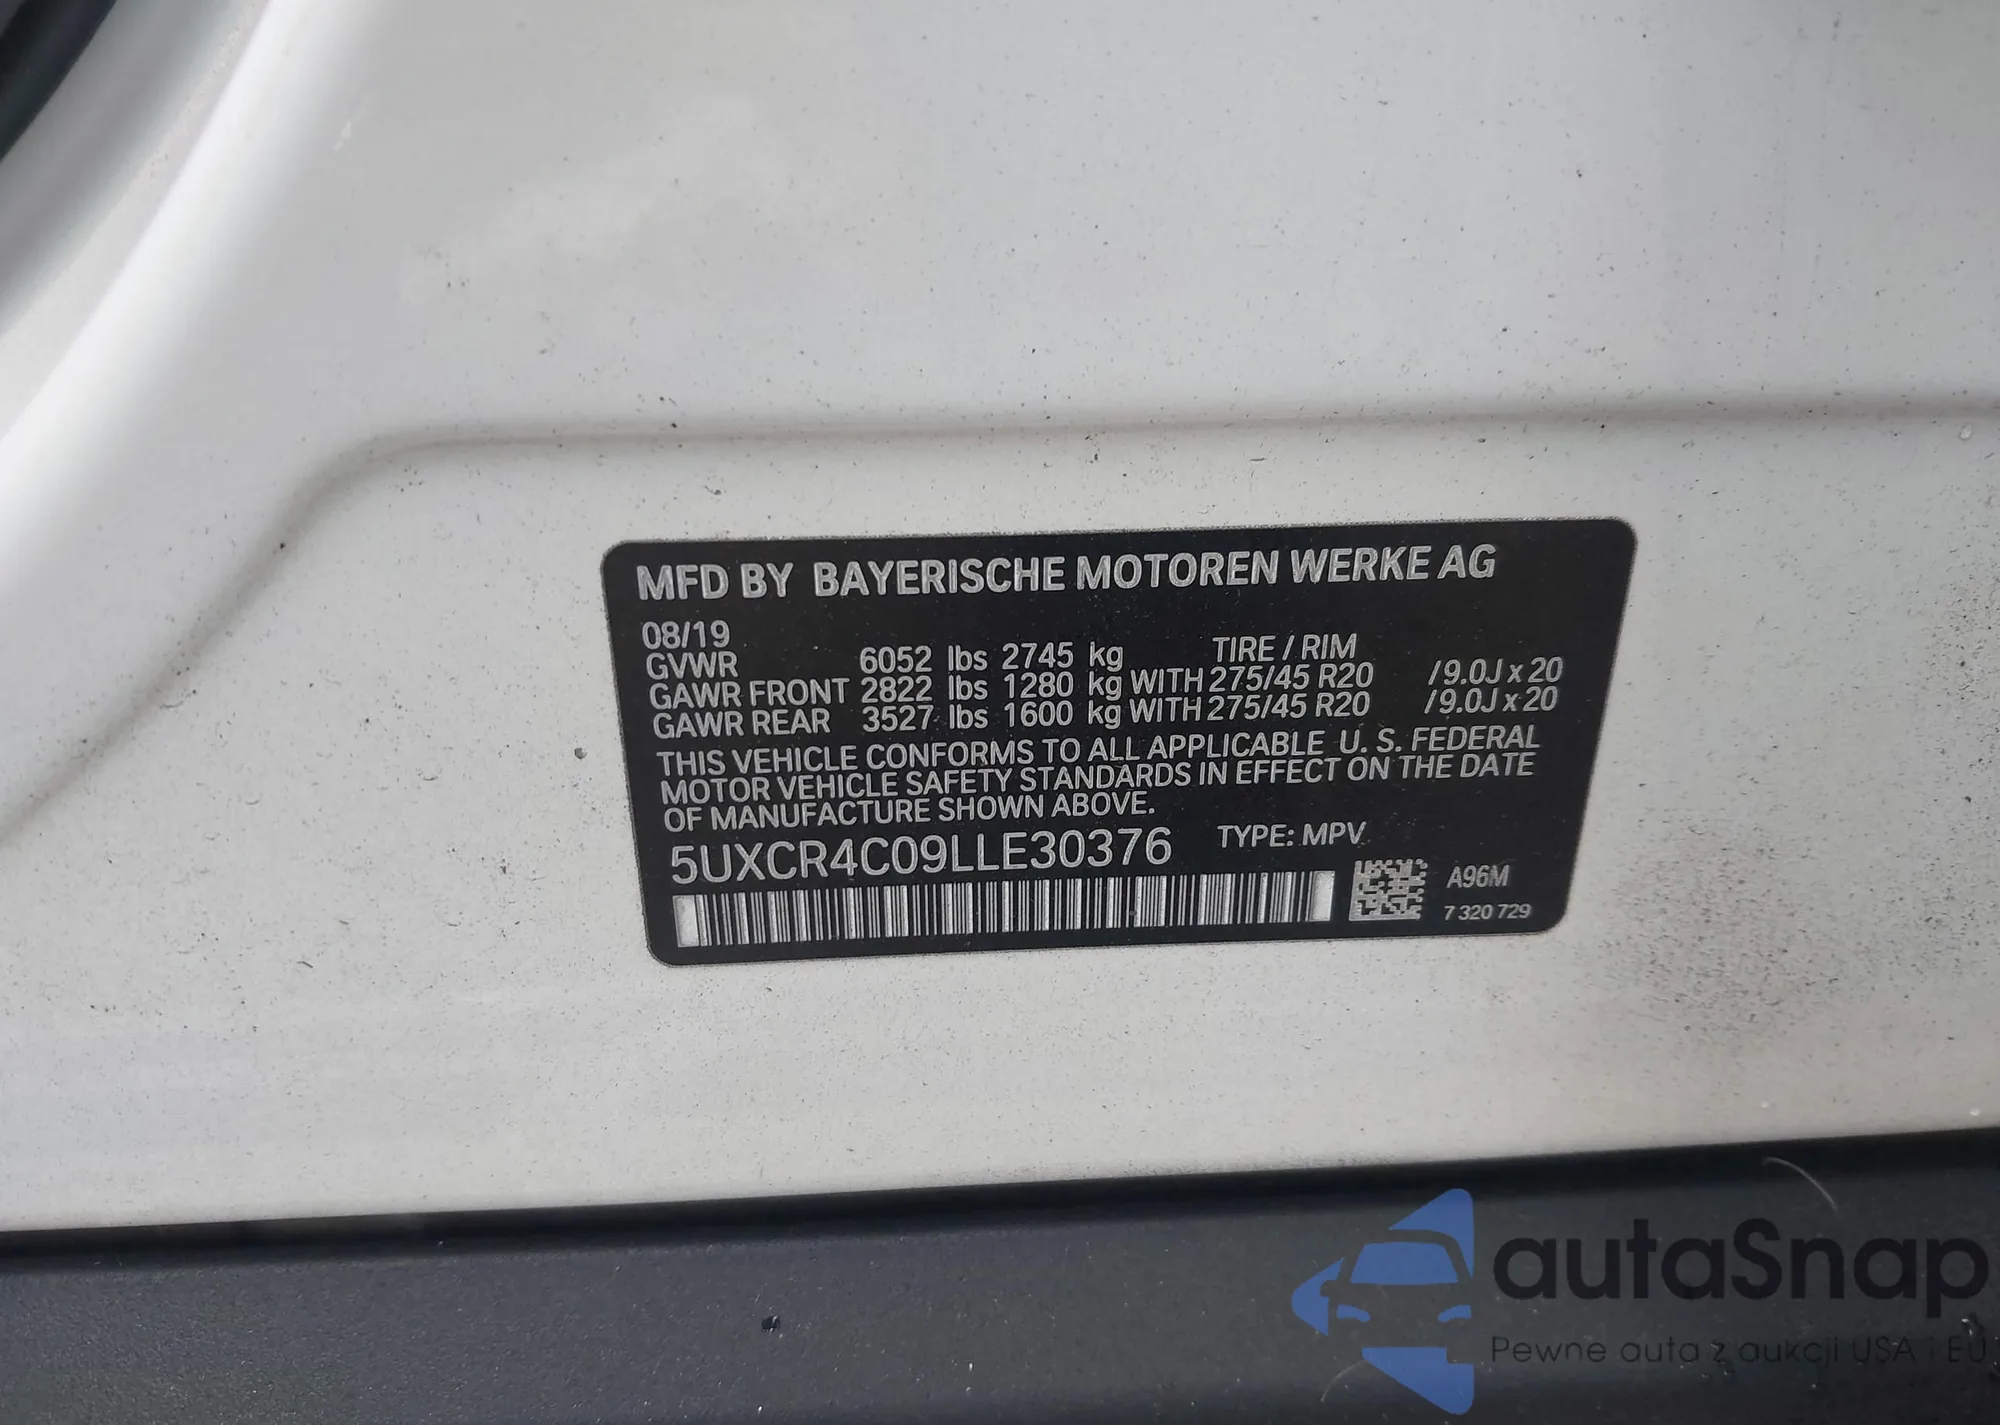 MFD BY BAYERISCHE MOTOREN WERKE AG
08/19
GVWR 6052 lbs 2745 kg TIRE / RIM
GAWR FRONT 2822 lbs 1280 kg WITH 275/45 R20 /9.0J x 20
GAWR REAR 3527 lbs 1600 kg WITH 275/45 R20 /9.0J x 20
THIS VEHICLE CONFORMS TO ALL APPLICABLE U. S. FEDERAL
MOTOR VEHICLE SAFETY STANDARDS IN EFFECT ON THE DATE
OF MANUFACTURE SHOWN ABOVE.
5UXCR4C09LLE30376 TYPE: MPV
A96M
7 320 729
autaSnap
Pewne auta z aukcji USA i EU